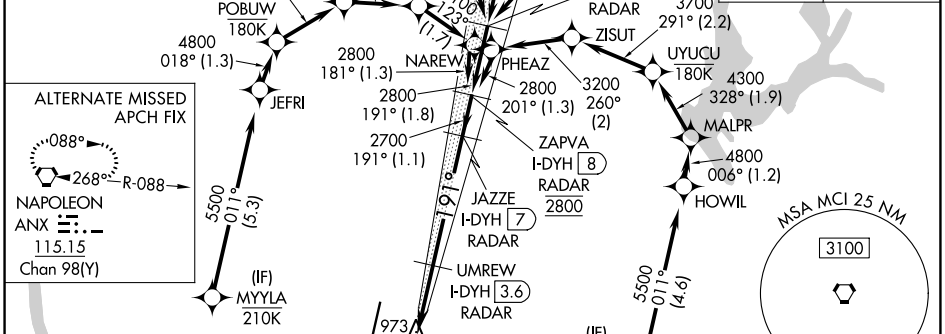 POBUW
180K
4800
018° (1.3)
JEFRI
ALTERNATE MISSED
APCH FIX
088°
268°
R-088
NAPOLEON
ANX
115.15
Chan 98(Y)
5500
011°
(5.3)
(IF)
MYYLA
210K
123°
(1.7)
2800
181° (1.3)
NAREW
2800
191° (1.8)
2700
191° (1.1)
RADAR
PHEAZ
ZISUT
3700
291° (2.2)
UYUCU
180K
2800
201° (1.3)
3200
260°
(2)
4300
328° (1.9)
MALPR
4800
006° (1.2)
HOWIL
ZAPVA
I-DYH 8
RADAR
2800
191°
JAZZE
I-DYH 7
RADAR
UMREW
I-DYH 3.6
RADAR
973
5500
011°
(4.6)
(IF)
MSA MCI 25 NM
3100